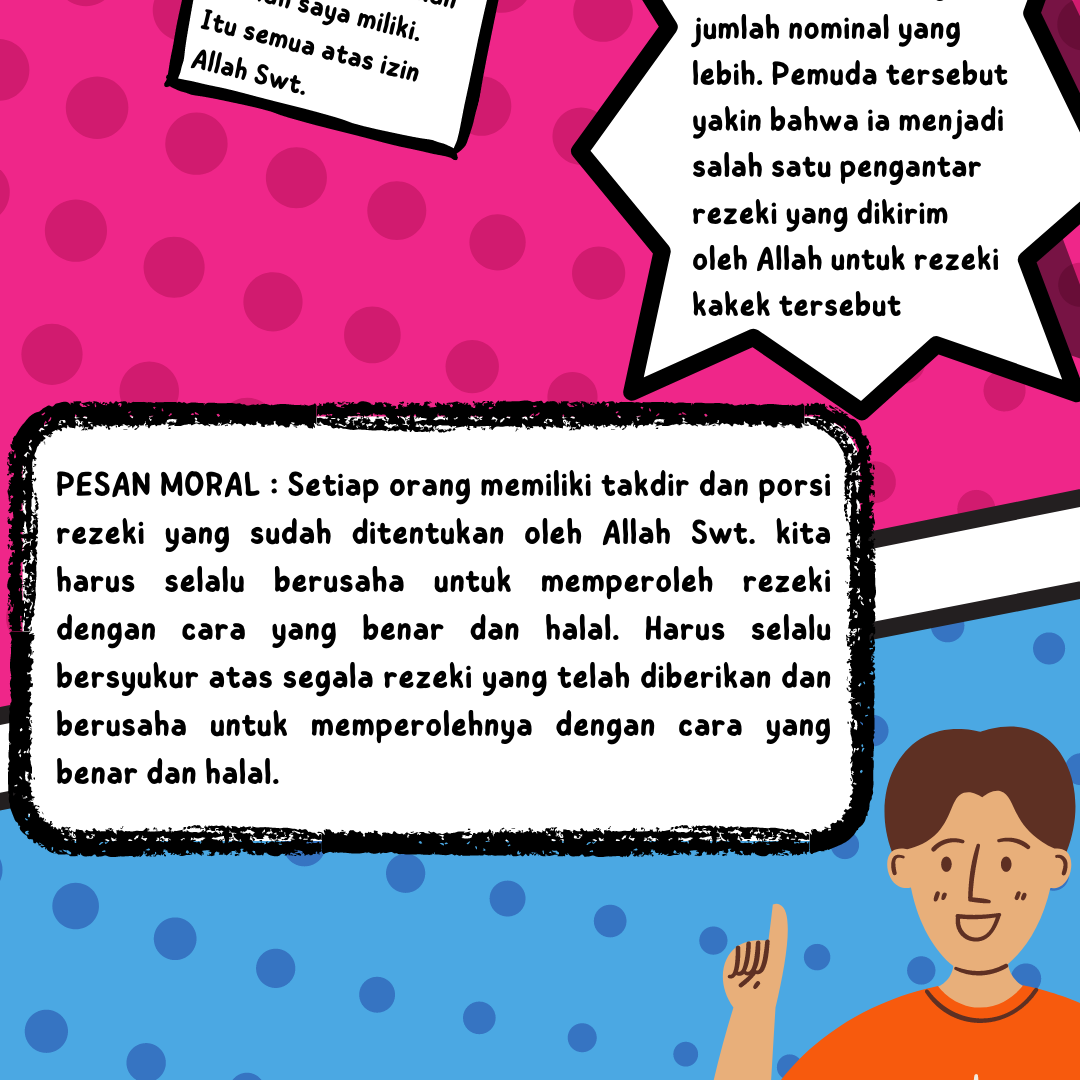 saya miliki.
Itu semua atas izin
Allah Swt.
jumlah nominal yang
lebih. Pemuda tersebut
yakin bahwa ia menjadi
salah satu pengantar
rezeki yang dikirim
oleh Allah untuk rezeki
kakek tersebut
PESAN MORAL : Setiap orang memiliki takdir dan porsi
rezeki yang sudah ditentukan oleh Allah Swt. kita
harus selalu berusaha untuk memperoleh rezeki
dengan cara yang benar dan halal. Harus selalu
bersyukur atas segala rezeki yang telah diberikan dan
berusaha untuk memperolehnya dengan cara yang
benar dan halal.